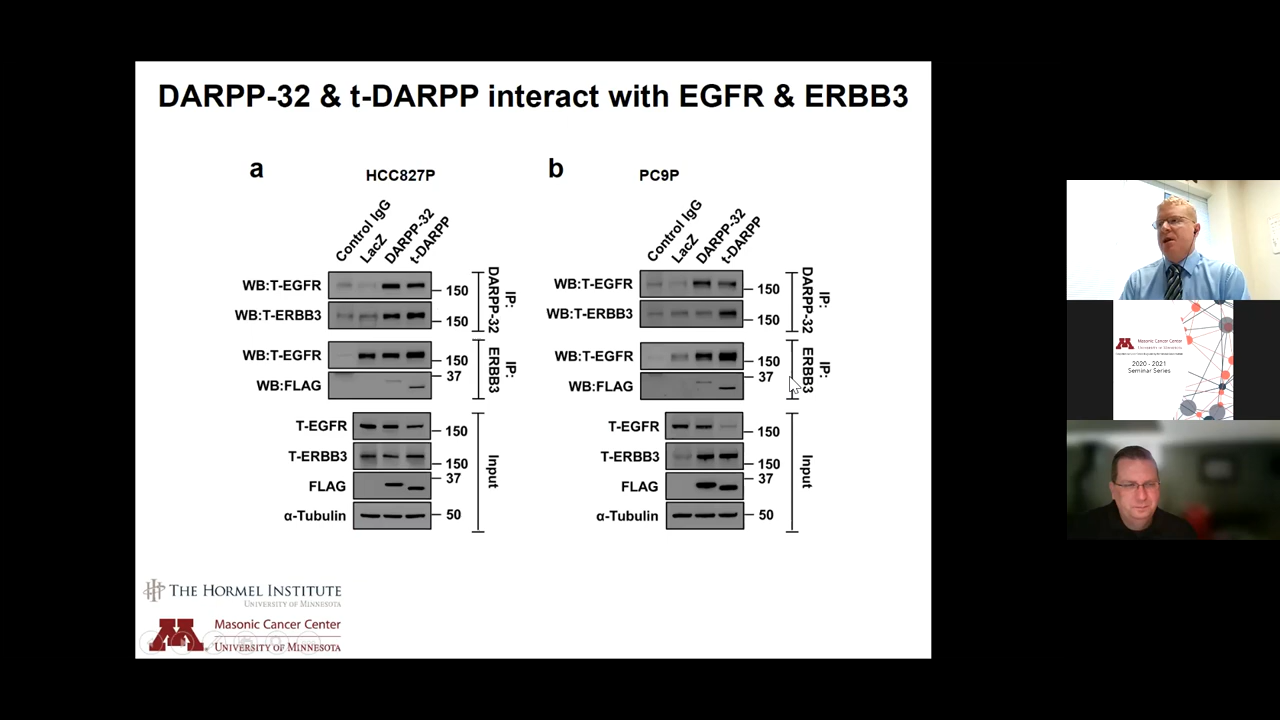 DARPP-32 & t-DARPP interact with EGFR & ERBB3
a
HCC827P
Control IgG
LacZ
DARPP-32
t-DARPP
WB:T-EGFR
150
WB:T-ERBB3
150
IP:
DARPP-32
WB:T-EGFR
150
WB:FLAG
37
IP:
ERBB3
T-EGFR
150
T-ERBB3
150
FLAG
37
α-Tubulin
50
Input
b
PC9P
Control IgG
LacZ
DARPP-32
t-DARPP
WB:T-EGFR
150
WB:T-ERBB3
150
IP:
DARPP-32
WB:T-EGFR
150
WB:FLAG
37
IP:
ERBB3
T-EGFR
150
T-ERBB3
150
FLAG
37
α-Tubulin
50
Input
THE HORMEL INSTITUTE
UNIVERSITY OF MINNESOTA
Masonic Cancer Center
UNIVERSITY OF MINNESOTA
Masonic Cancer Center
2020 - 2021
Seminar Series